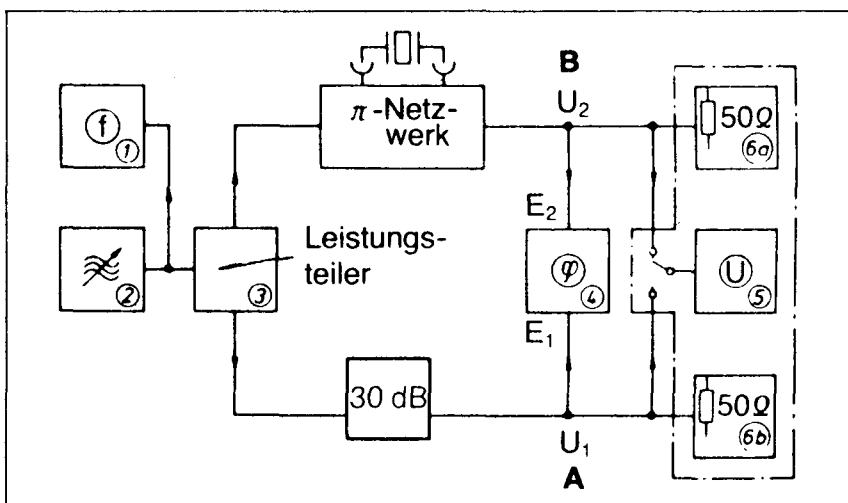 B
U₂
f
①
π-Netz-
werk
50Ω
6a
E₂
②
③
Leistungs-
teiler
φ
④
U
⑤
E₁
30 dB
50Ω
6b
U₁
A